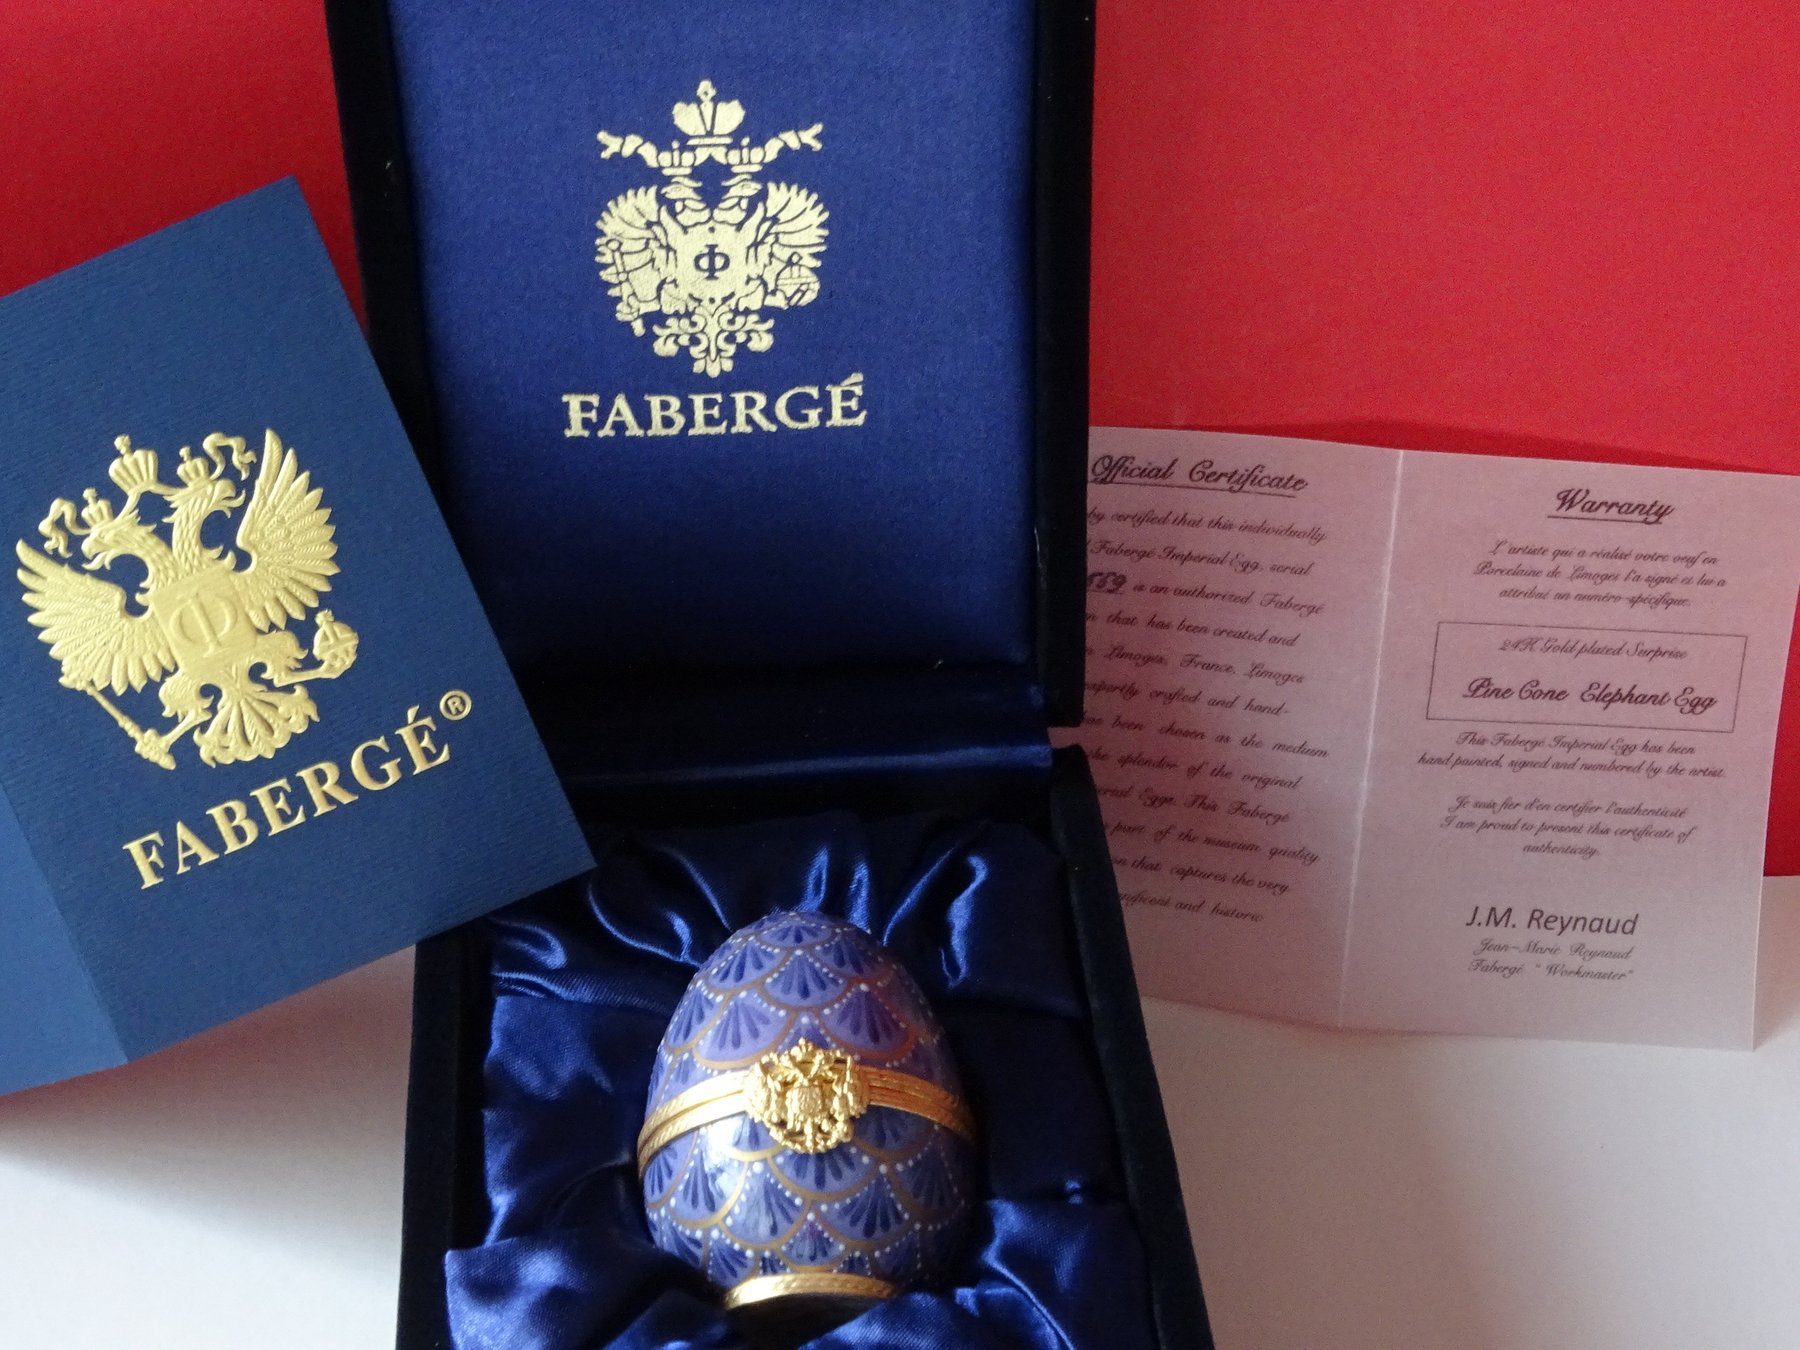 Ф
FABERGÉ®
Ф
FABERGÉ
Official Certificate
by certified that this individually
Fabergé Imperial Egg, serial
559 is an authorized Fabergé
that has been created and
Limoges, France. Limoges
expertly crafted and hand-
has been chosen as the medium
the splendor of the original
Eggs. This Fabergé
part of the museum quality
that captures the very
and historic
Warranty
L'artiste qui a réalisé votre oeuf en
Porcelaine de Limoges l'a signé et lui a
attribué un numéro-spécifique.
24K Gold plated Surprise
Pine Cone Elephant Egg
This Fabergé Imperial Egg has been
hand painted, signed and numbered by the artist.
Je suis fier d'en certifier l'authenticité
I am proud to present this certificate of
authenticity.
J.M. Reynaud
Jean-Marie Reynaud
Fabergé "Workmaster"